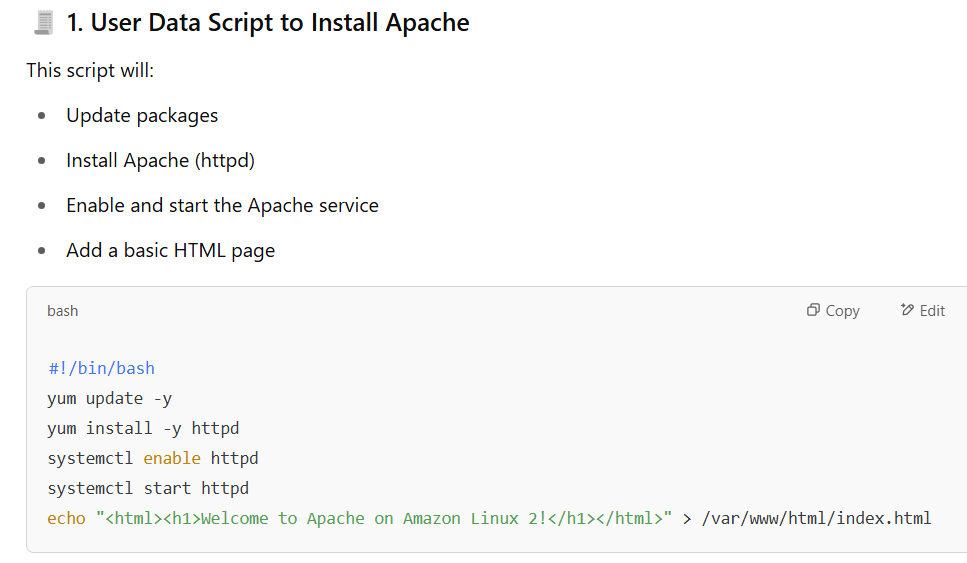 1. User Data Script to Install Apache
This script will:
• Update packages
• Install Apache (httpd)
• Enable and start the Apache service
• Add a basic HTML page
bash
Copy
Edit
#!/bin/bash
yum update -y
yum install -y httpd
systemctl enable httpd
systemctl start httpd
echo "<html><h1>Welcome to Apache on Amazon Linux 2!</h1></html>" > /var/www/html/index.html